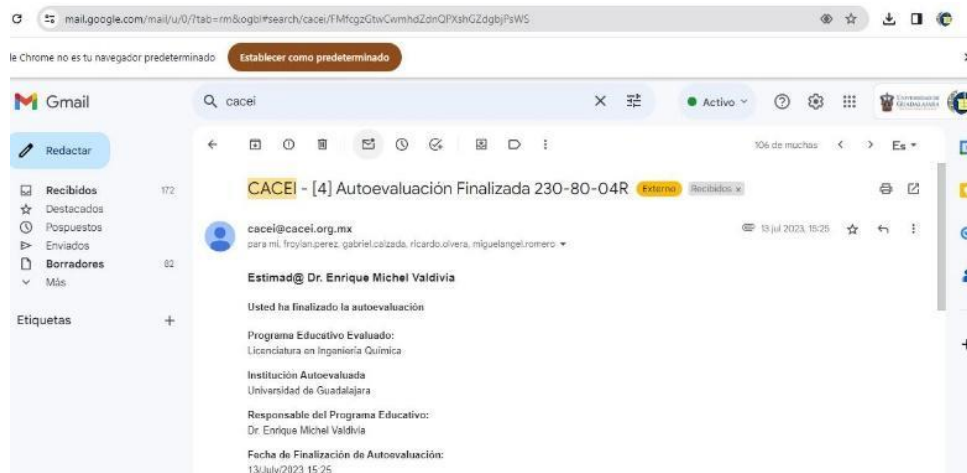 mail.google.com/mail/u/0/?tab=rm&ogbl#search/cacei/FMfcgzGtwCwmhdZdnQPXshGZdgbjPsWS
le Chrome no es tu navegador predeterminado Establecer como predeterminado
Gmail
cacei
Activo
UNIVERSIDAD DE GUADALAJARA
Redactar
106 de muchas
Es
Recibidos 172
Destacados
Pospuestos
Enviados
Borradores 82
Más
Etiquetas
CACEI - [4] Autoevaluación Finalizada 230-80-04R Externo Recibidos x
cacei@cacei.org.mx
13 jul 2023, 15:25
para mí, froylan.perez, gabriel.calzada, ricardo.olvera, miguelangel.romero
Estimad@ Dr. Enrique Michel Valdivia
Usted ha finalizado la autoevaluación
Programa Educativo Evaluado:
Licenciatura en Ingeniería Química
Institución Autoevaluada
Universidad de Guadalajara
Responsable del Programa Educativo:
Dr. Enrique Michel Valdivia
Fecha de Finalización de Autoevaluación:
13/July/2023 15:25